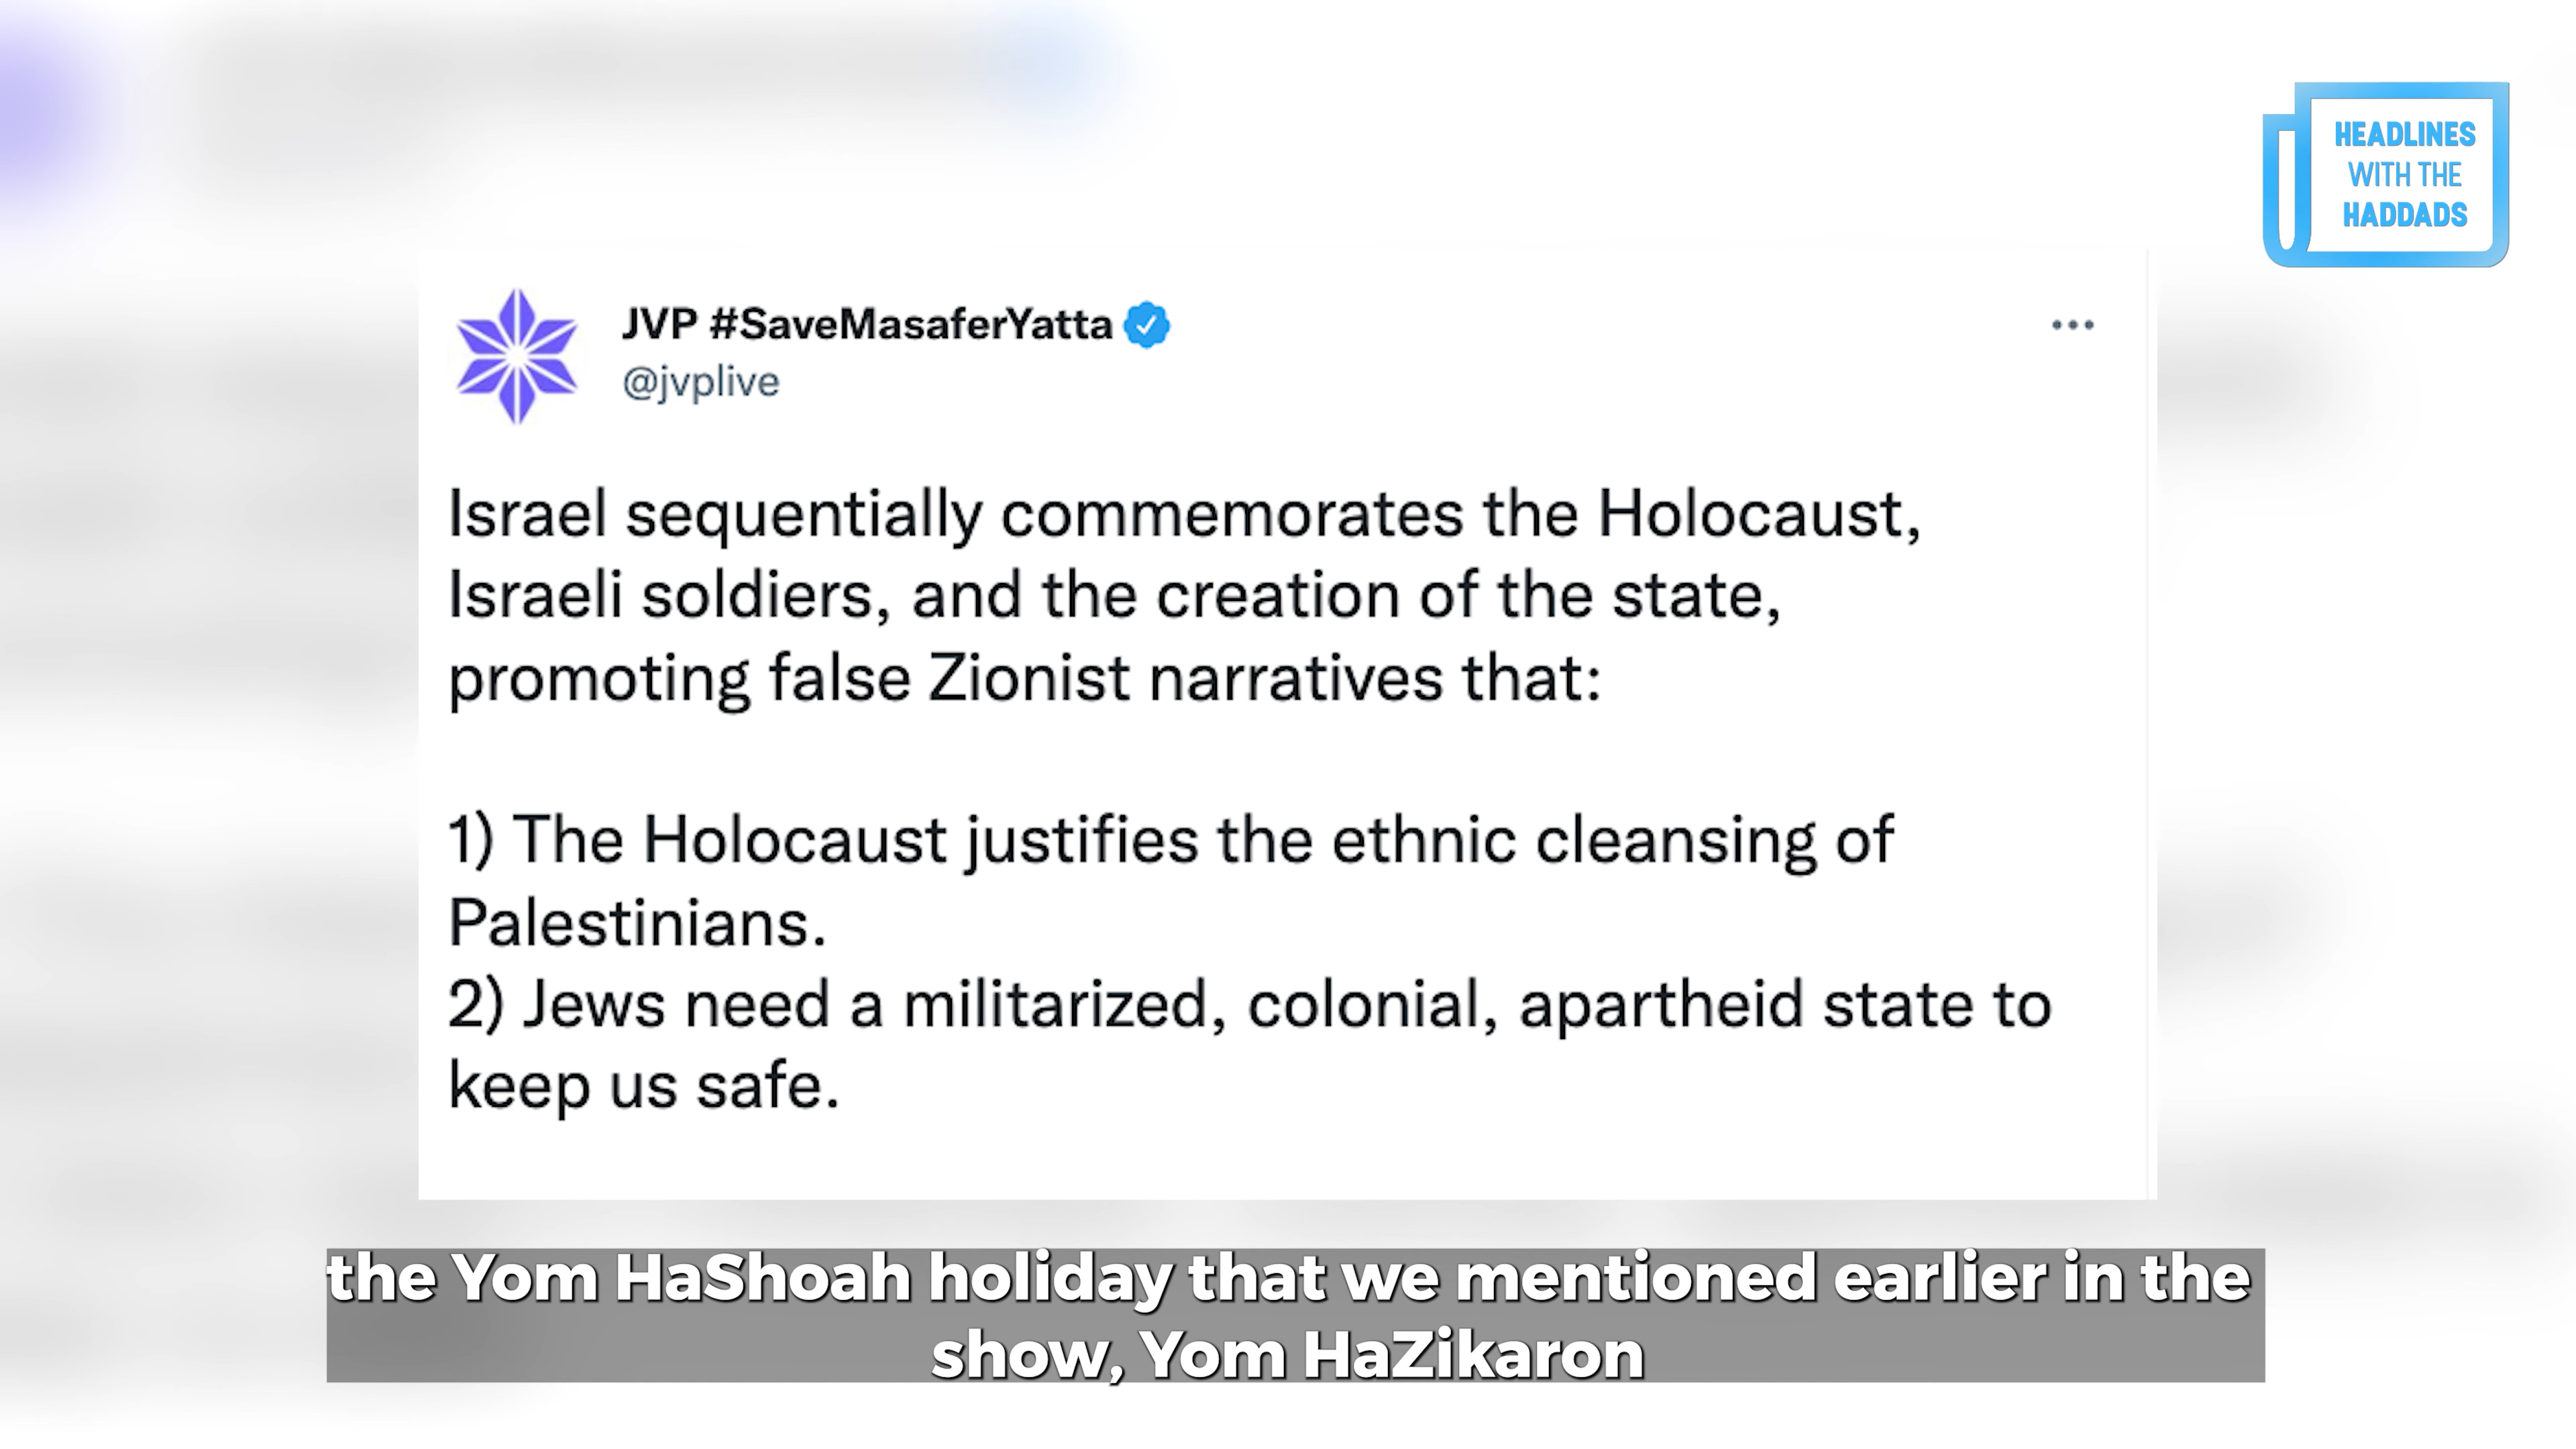 HEADLINES
WITH THE
HADDADS
JVP #SaveMasaferYatta
@jvplive
Israel sequentially commemorates the Holocaust,
Israeli soldiers, and the creation of the state,
promoting false Zionist narratives that:
1) The Holocaust justifies the ethnic cleansing of
Palestinians.
2) Jews need a militarized, colonial, apartheid state to
keep us safe.
the Yom HaShoah holiday that we mentioned earlier in the
show, Yom HaZikaron